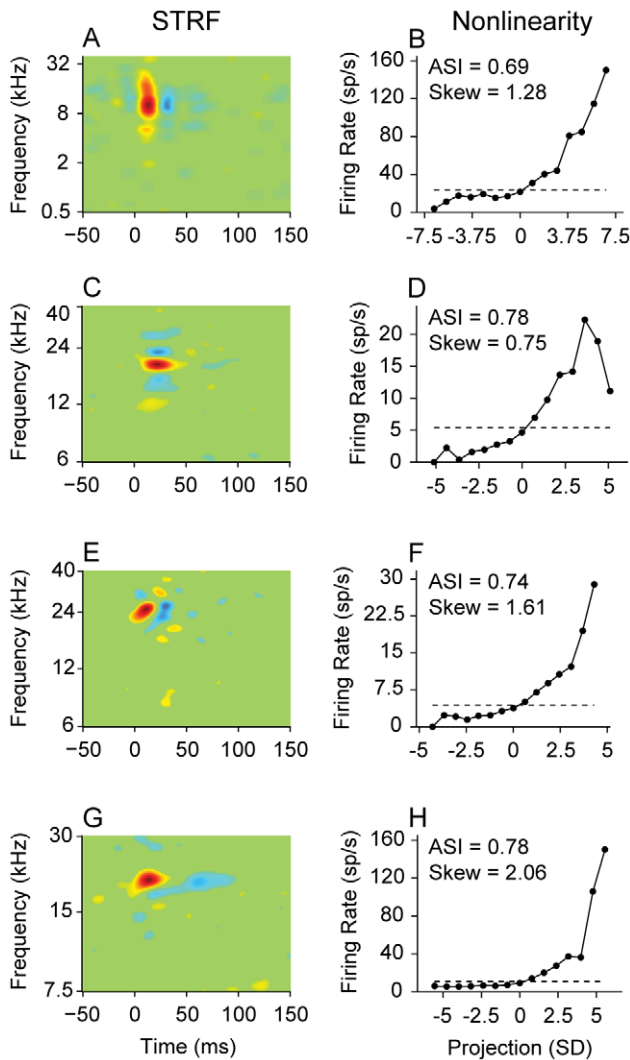 STRF
Nonlinearity
A
Frequency (kHz)
32
8
2
0.5
−50 0 50 100 150
B
Firing Rate (sp/s)
ASI = 0.69
Skew = 1.28
160
120
80
40
0
-7.5 -3.75 0 3.75 7.5
C
Frequency (kHz)
40
24
12
6
−50 0 50 100 150
D
Firing Rate (sp/s)
ASI = 0.78
Skew = 0.75
20
15
10
5
0
-5 -2.5 0 2.5 5
E
Frequency (kHz)
40
24
12
6
−50 0 50 100 150
F
Firing Rate (sp/s)
ASI = 0.74
Skew = 1.61
30
22.5
15
7.5
0
-5 -2.5 0 2.5 5
G
Frequency (kHz)
30
15
7.5
−50 0 50 100 150
Time (ms)
H
Firing Rate (sp/s)
ASI = 0.78
Skew = 2.06
160
120
80
40
0
-5 -2.5 0 2.5 5
Projection (SD)